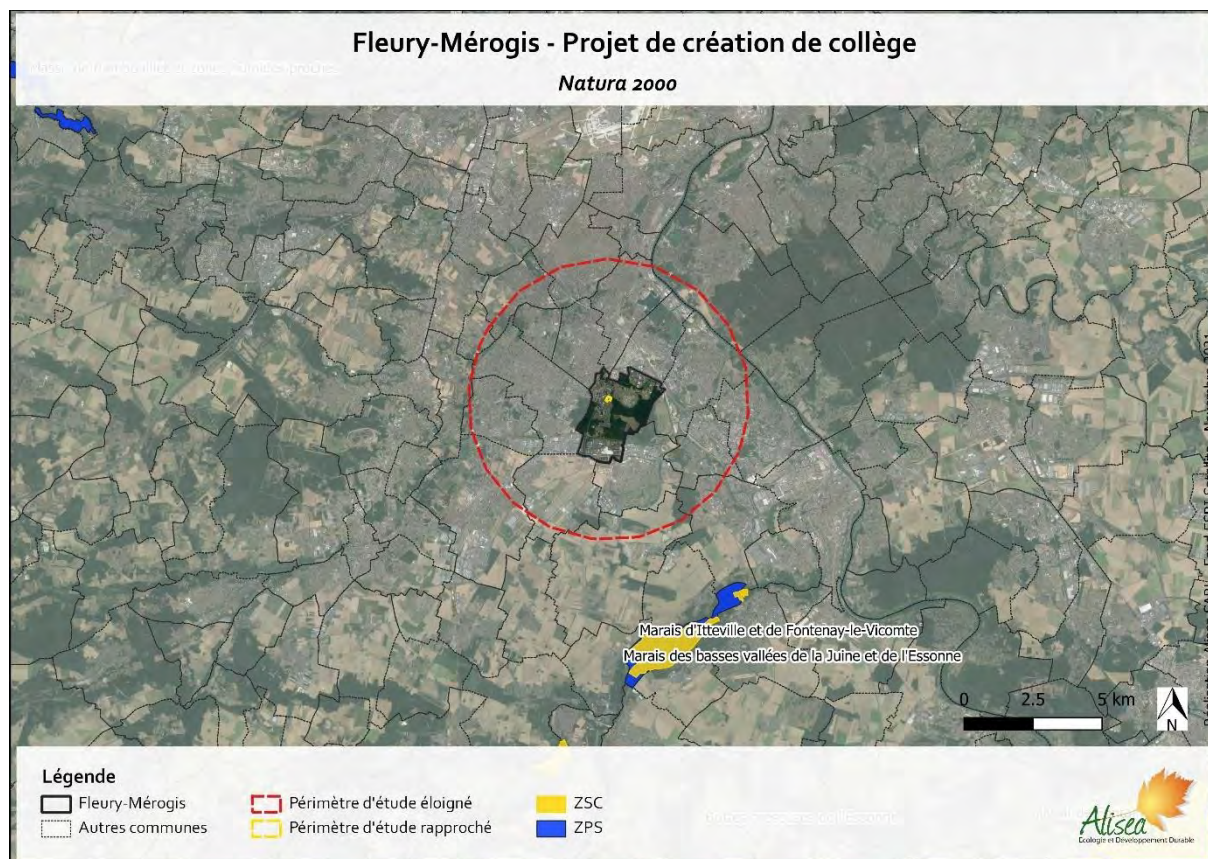 Fleury-Mérogis - Projet de création de collège
Natura 2000
Marais d'Itteville et de Fontenay-le-Vicomte
Marais des basses vallées de la Juine et de l'Essonne
0 2.5 5 km
N
Légende
Fleury-Mérogis
Autres communes
Périmètre d'étude éloigné
Périmètre d'étude rapproché
ZSC
ZPS
Alisea
Ecologie et Développement Durable